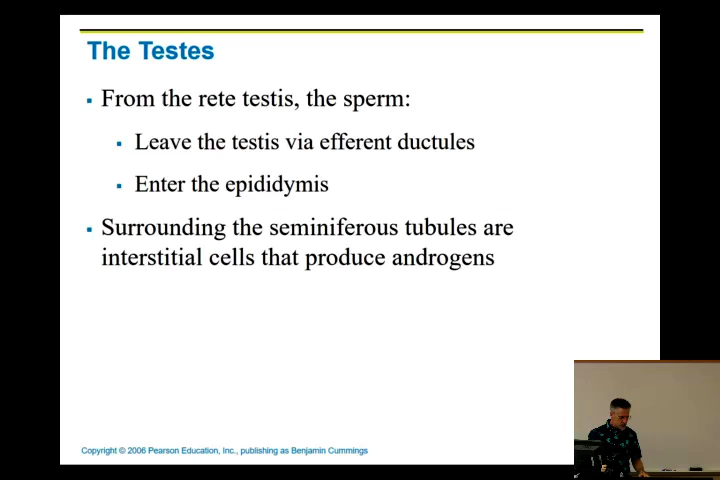 The Testes
▪ From the rete testis, the sperm:
▪ Leave the testis via efferent ductules
▪ Enter the epididymis
▪ Surrounding the seminiferous tubules are
interstitial cells that produce androgens
Copyright © 2006 Pearson Education, Inc., publishing as Benjamin Cummings